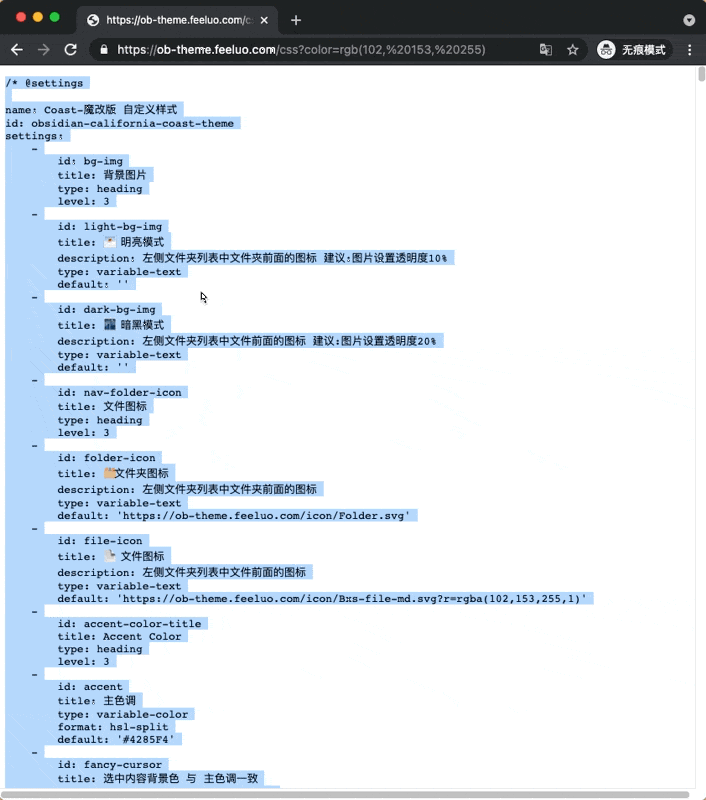 https://ob-theme.feeluo.com/c
https://ob-theme.feeluo.com/css?color=rgb(102,%20153,%20255)
无痕模式
/* @settings
name: Coast-魔改版 自定义样式
id: obsidian-california-coast-theme
settings:
-
id: bg-img
title: 背景图片
type: heading
level: 3
-
id: light-bg-img
title: 明亮模式
description: 左侧文件夹列表中文件夹前面的图标 建议:图片设置透明度10%
type: variable-text
default: ''
-
id: dark-bg-img
title: 🌃 暗黑模式
description: 左侧文件夹列表中文件前面的图标 建议:图片设置透明度20%
type: variable-text
default: ''
-
id: nav-folder-icon
title: 文件图标
type: heading
level: 3
-
id: folder-icon
title: 文件夹图标
description: 左侧文件夹列表中文件夹前面的图标
type: variable-text
default: 'https://ob-theme.feeluo.com/icon/Folder.svg'
-
id: file-icon
title: 文件图标
description: 左侧文件夹列表中文件前面的图标
type: variable-text
default: 'https://ob-theme.feeluo.com/icon/Bxs-file-md.svg?r=rgba(102,153,255,1)'
-
id: accent-color-title
title: Accent Color
type: heading
level: 3
-
id: accent
title: 主色调
type: variable-color
format: hsl-split
default: '#4285F4'
-
id: fancy-cursor
title: 选中内容背景色 与 主色调一致